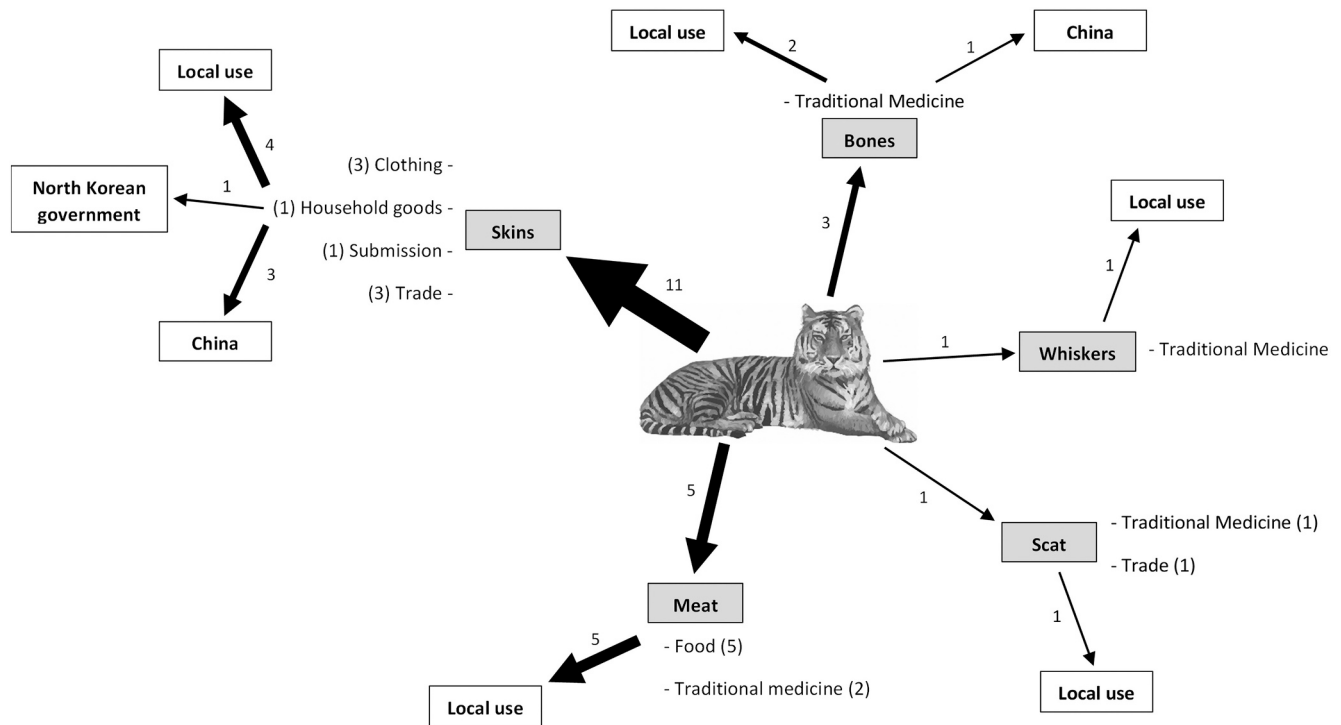 Local use
4
North Korean
government
1
3
China
(3) Clothing -
(1) Household goods -
(1) Submission -
(3) Trade -
Skins
11
Local use
2
1
China
- Traditional Medicine
Bones
3
Local use
1
1
Whiskers
- Traditional Medicine
1
Scat
- Traditional Medicine (1)
- Trade (1)
1
Local use
5
Meat
- Food (5)
- Traditional medicine (2)
5
Local use